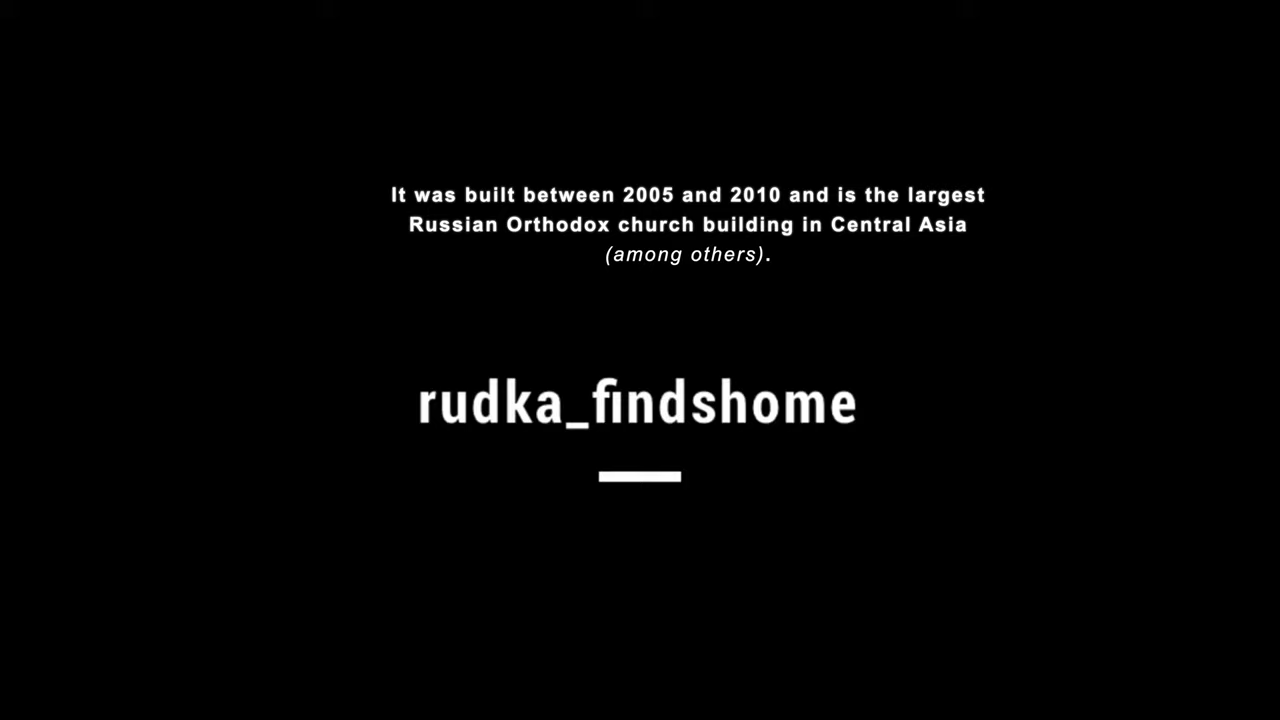 It was built between 2005 and 2010 and is the largest
Russian Orthodox church building in Central Asia
(among others).
rudka_findshome